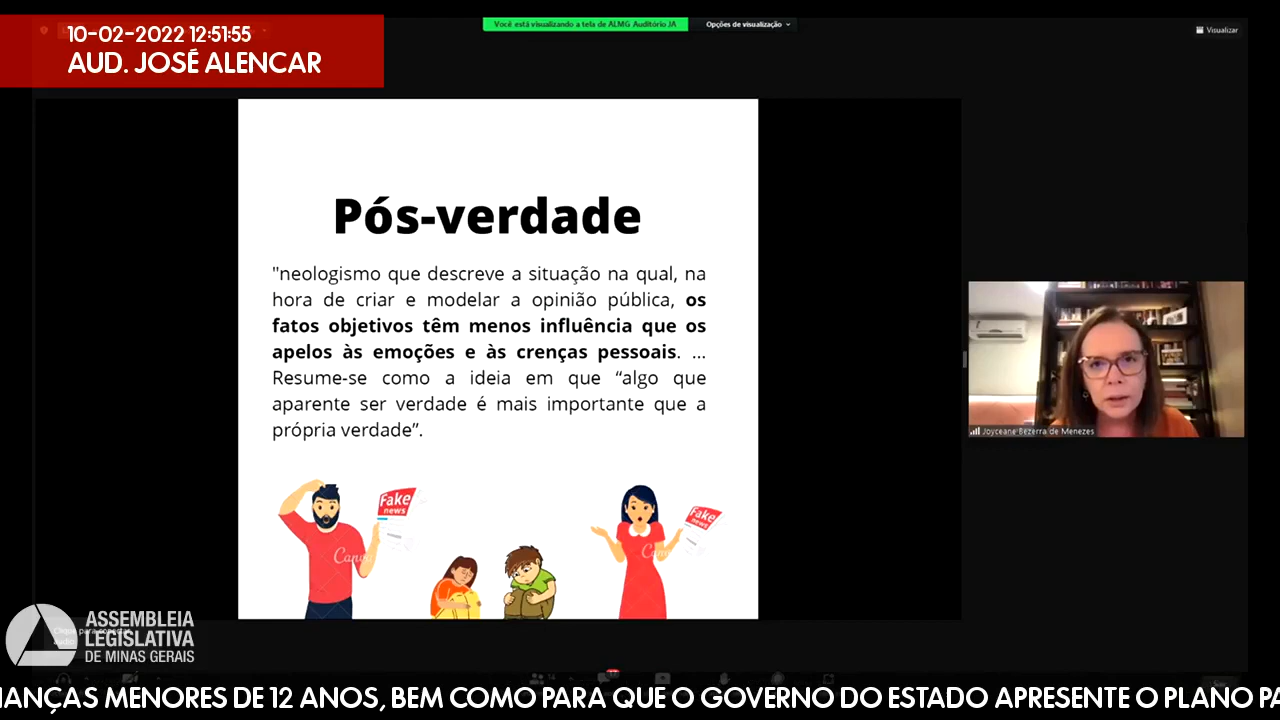 10-02-2022 12:51:55
AUD. JOSÉ ALENCAR
Você está visualizando a tela de ALMG Auditório JA
Opções de visualização
Visualizar
Pós-verdade
"neologismo que descreve a situação na qual, na
hora de criar e modelar a opinião pública, os
fatos objetivos têm menos influência que os
apelos às emoções e às crenças pessoais. ...
Resume-se como a ideia em que “algo que
aparente ser verdade é mais importante que a
própria verdade”.
Fake
news
Canva
Fake
news
Joyceane Bezerra de Menezes
ASSEMBLEIA
LEGISLATIVA
DE MINAS GERAIS
IANÇAS MENORES DE 12 ANOS, BEM COMO PARA QUE O GOVERNO DO ESTADO APRESENTE O PLANO PA